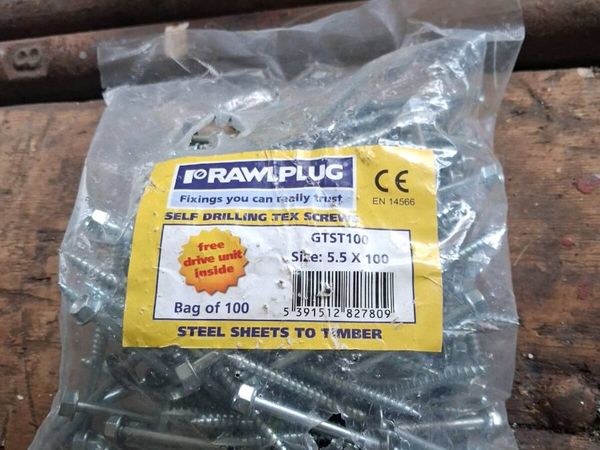 8
RAWLPLUG
Fixings you can really trust
CE
EN 14566
SELF DRILLING TEX SCREWS
free
drive unit
inside
GTST100
Size: 5.5 X 100
Bag of 100
5 391512 827809
STEEL SHEETS TO TIMBER